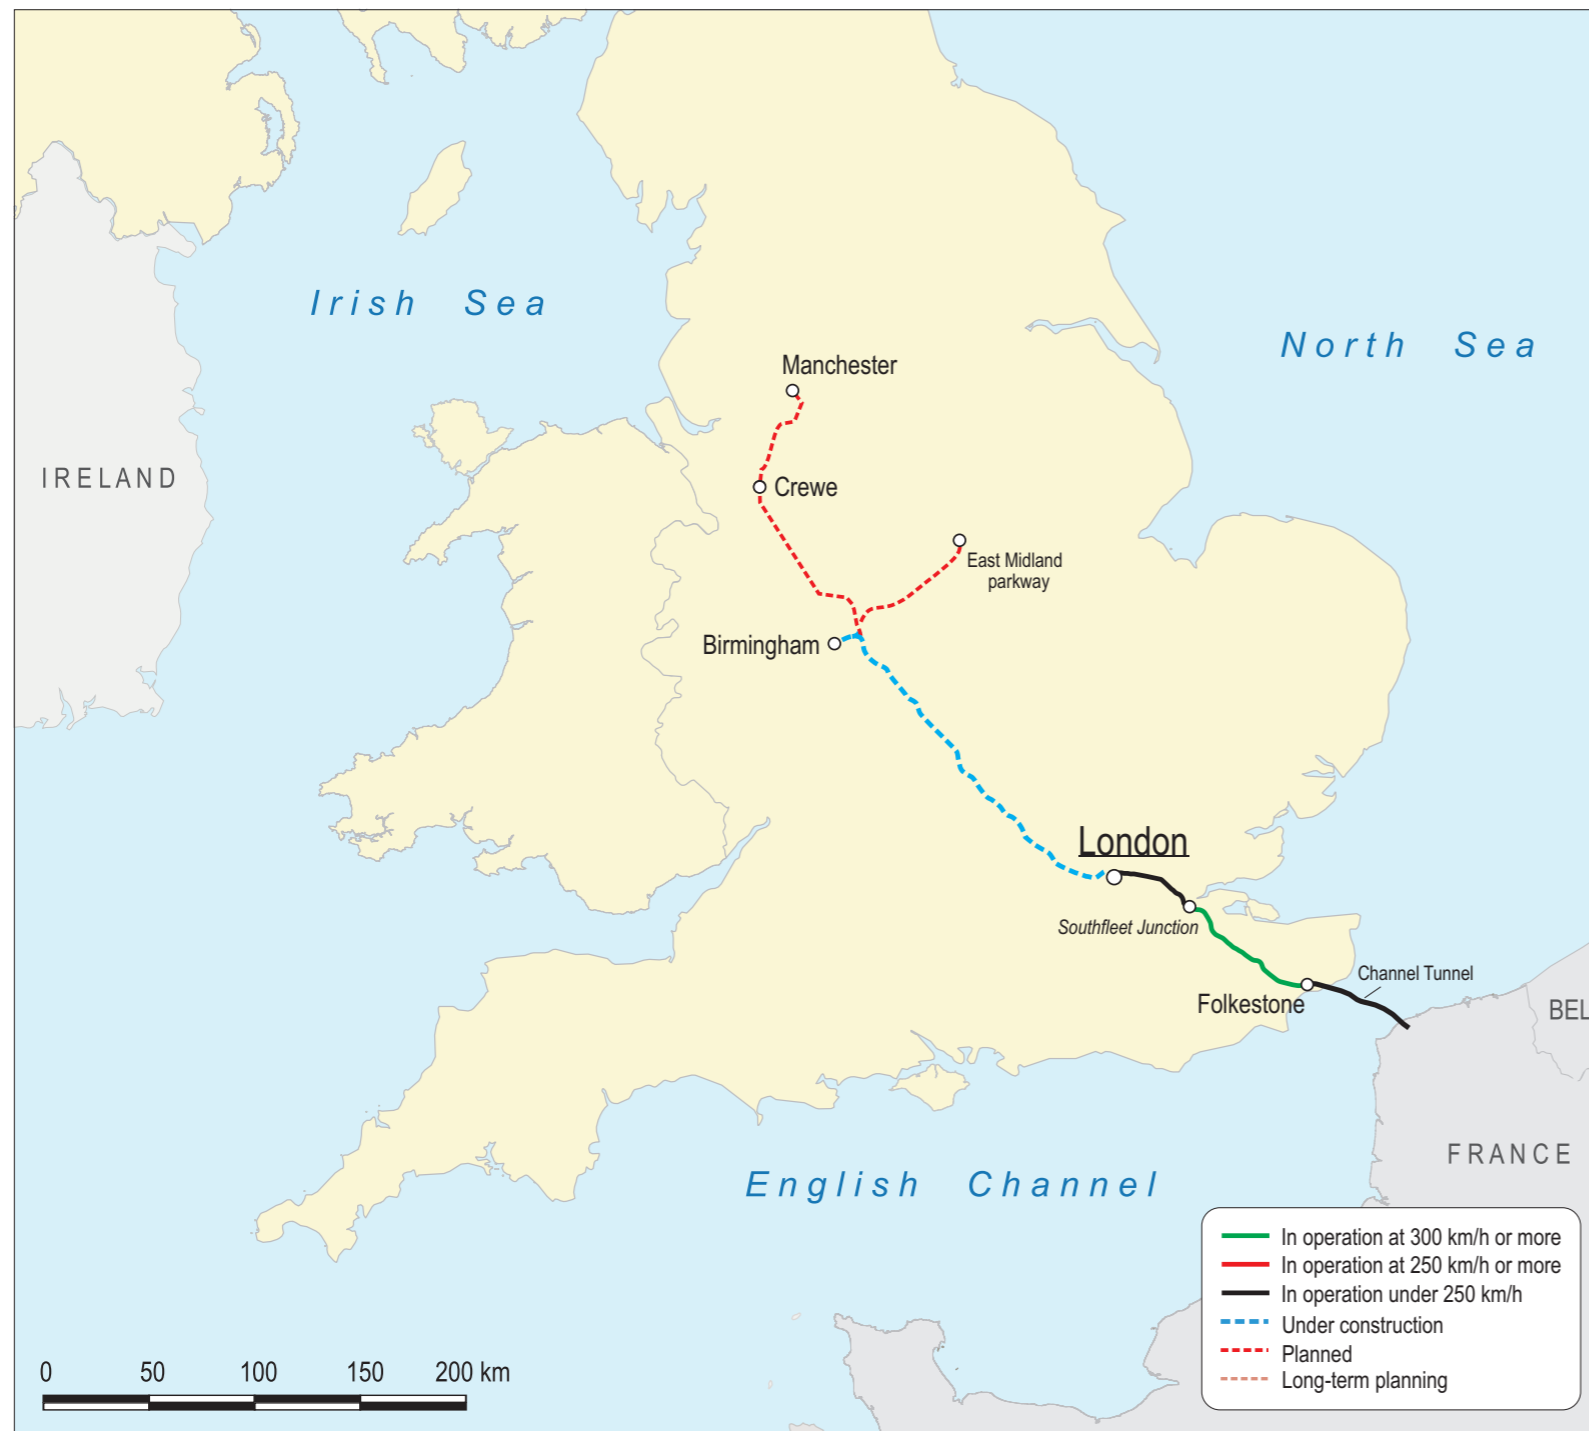 Irish Sea
North Sea
Manchester
IRELAND
Crewe
East Midland
parkway
Birmingham
London
Southfleet Junction
Channel Tunnel
Folkestone
BEL
FRANCE
English Channel
In operation at 300 km/h or more
In operation at 250 km/h or more
In operation under 250 km/h
Under construction
Planned
Long-term planning
0 50 100 150 200 km